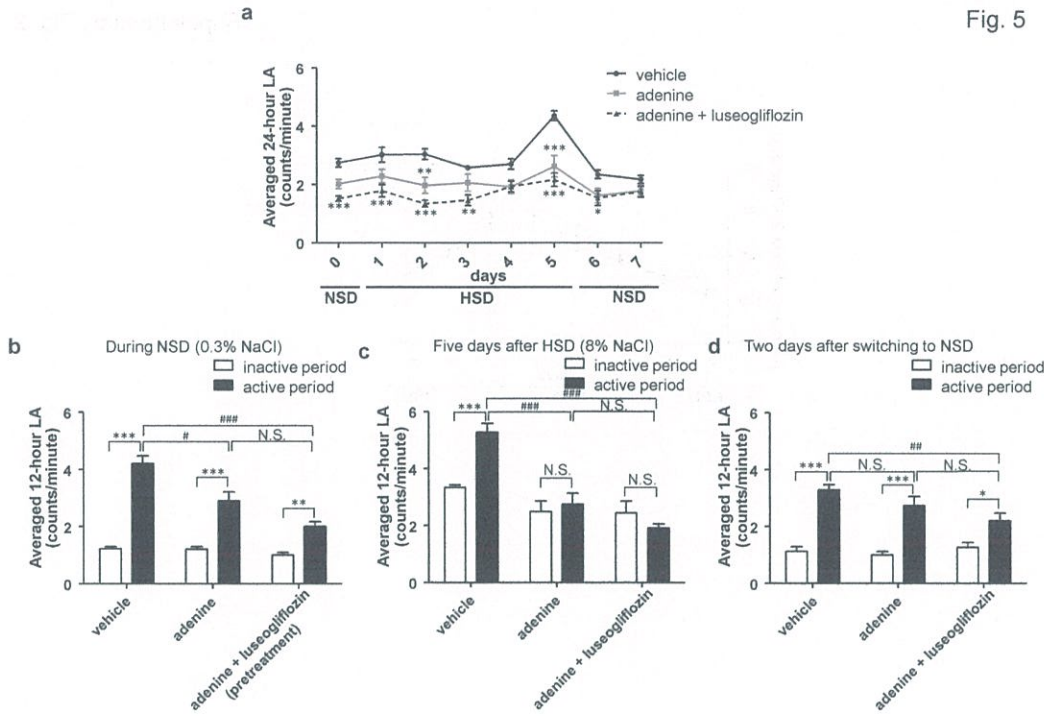 a
Fig. 5
Averaged 24-hour LA
(counts/minute)
6
4
2
0
vehicle
adenine
adenine + luseogliflozin
***
**
***
***
***
**
***
*
0
1
2
3
4
5
6
7
days
NSD
HSD
NSD
b
During NSD (0.3% NaCl)
inactive period
active period
Averaged 12-hour LA
(counts/minute)
6
4
2
0
###
***
#
N.S.
***
**
vehicle
adenine
adenine + luseogliflozin
(pretreatment)
c
Five days after HSD (8% NaCl)
inactive period
active period
Averaged 12-hour LA
(counts/minute)
6
4
2
0
###
***
###
N.S.
N.S.
N.S.
vehicle
adenine
adenine + luseogliflozin
d
Two days after switching to NSD
inactive period
active period
Averaged 12-hour LA
(counts/minute)
6
4
2
0
##
***
N.S.
N.S.
***
*
vehicle
adenine
adenine + luseogliflozin